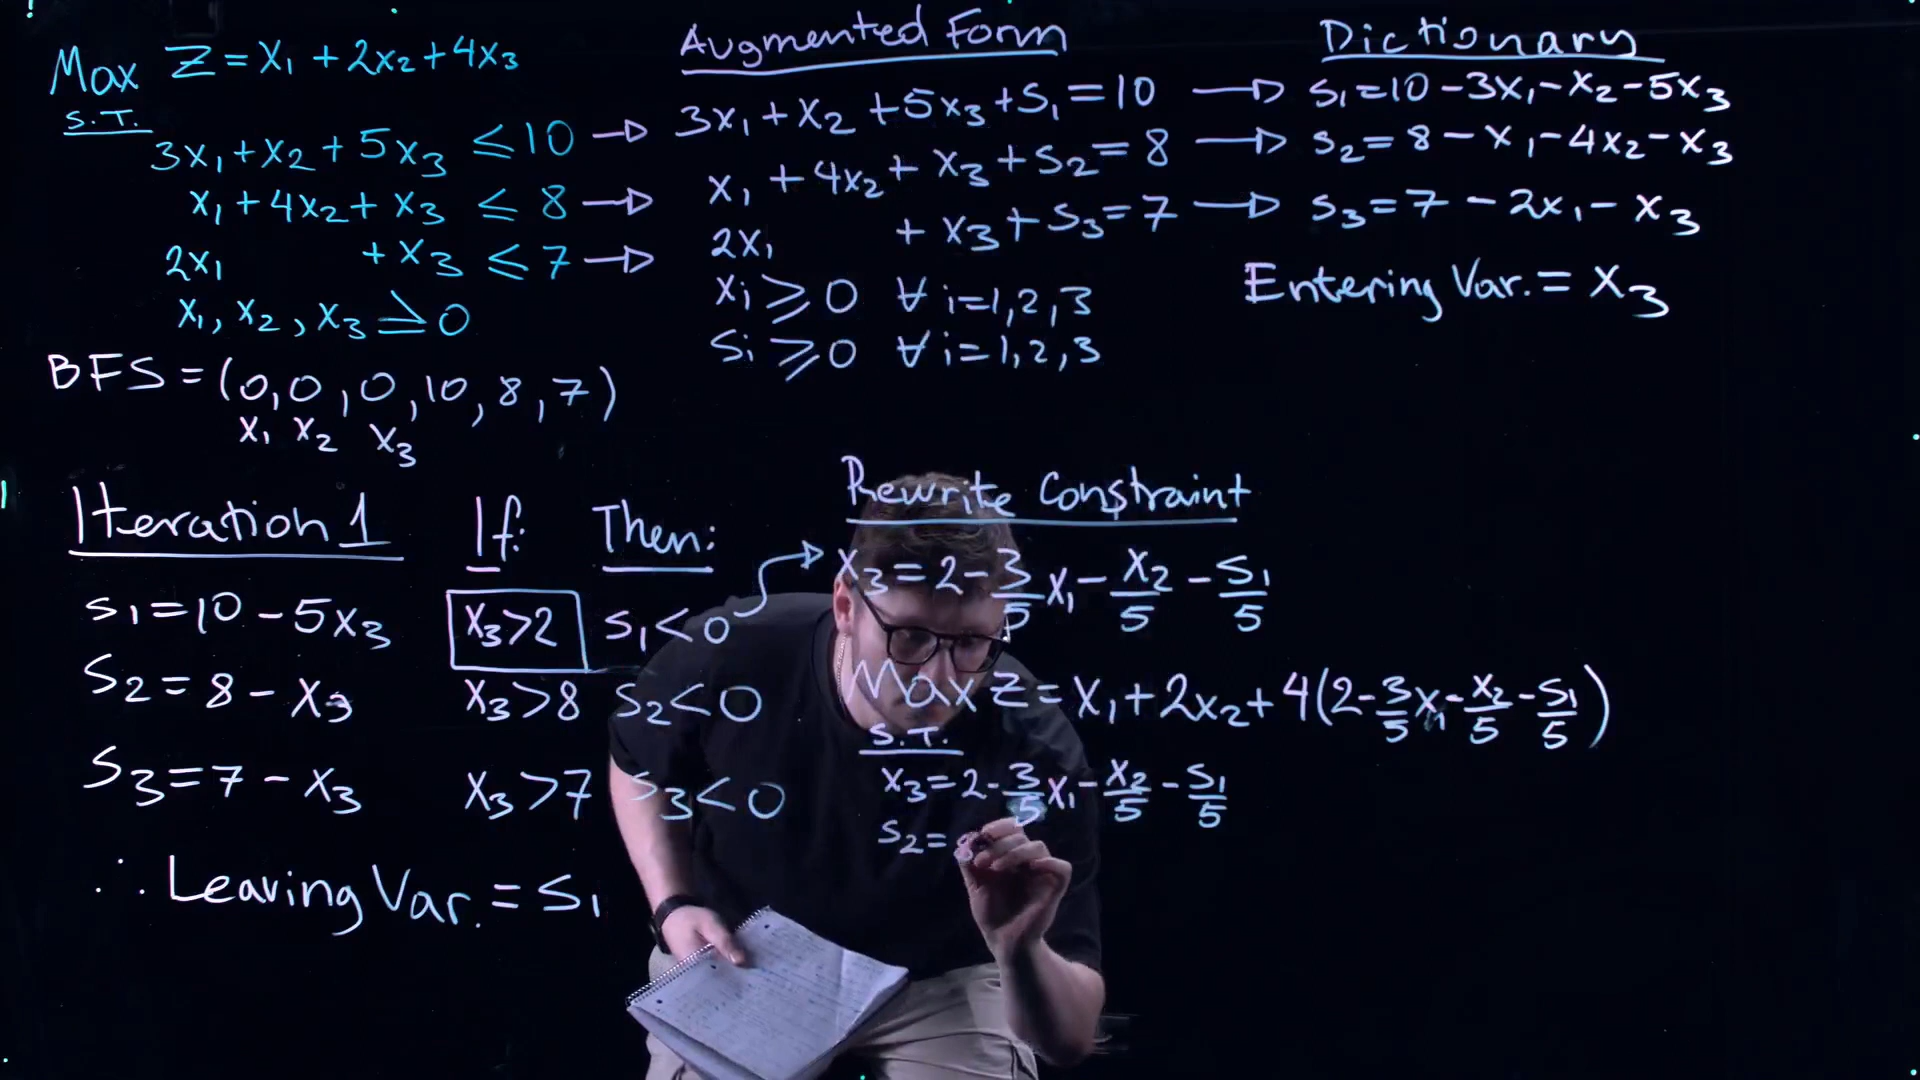 Max Z = x₁ + 2x₂ + 4x₃
S.T.
3x₁ + x₂ + 5x₃ ≤ 10
x₁ + 4x₂ + x₃ ≤ 8
2x₁ + x₃ ≤ 7
x₁, x₂, x₃ ≥ 0
BFS = (0, 0, 0, 10, 8, 7)
x₁ x₂ x₃
Augmented Form
3x₁ + x₂ + 5x₃ + s₁ = 10
x₁ + 4x₂ + x₃ + s₂ = 8
2x₁ + x₃ + s₃ = 7
xᵢ ≥ 0 ∀ i = 1, 2, 3
sᵢ ≥ 0 ∀ i = 1, 2, 3
Dictionary
s₁ = 10 - 3x₁ - x₂ - 5x₃
s₂ = 8 - x₁ - 4x₂ - x₃
s₃ = 7 - 2x₁ - x₃
Entering Var. = x₃
Iteration 1
s₁ = 10 - 5x₃
s₂ = 8 - x₃
s₃ = 7 - x₃
If:
x₃ > 2
x₃ > 8
x₃ > 7
Then:
s₁ < 0
s₂ < 0
s₃ < 0
∴ Leaving Var. = s₁
Rewrite Constraint
x₃ = 2 - 3/5 x₁ - x₂/5 - s₁/5
Max Z = x₁ + 2x₂ + 4(2 - 3/5 x₁ - x₂/5 - s₁/5)
S.T.
x₃ = 2 - 3/5 x₁ - x₂/5 - s₁/5
s₂ =